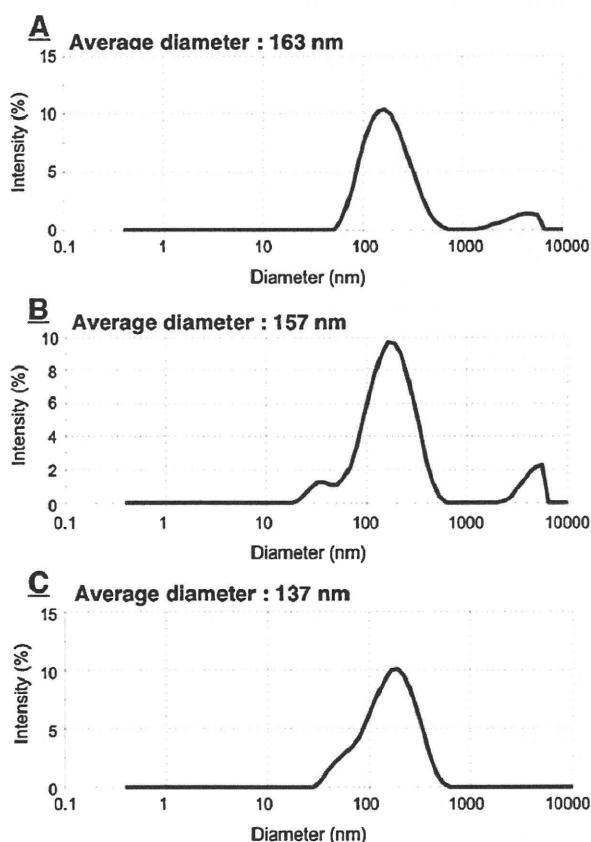 A
Average diameter : 163 nm
15
10
5
0
Intensity (%)
0.1 1 10 100 1000 10000
Diameter (nm)
B
Average diameter : 157 nm
10
8
6
4
2
0
Intensity (%)
0.1 1 10 100 1000 10000
Diameter (nm)
C
Average diameter : 137 nm
15
10
5
0
Intensity (%)
0.1 1 10 100 1000 10000
Diameter (nm)